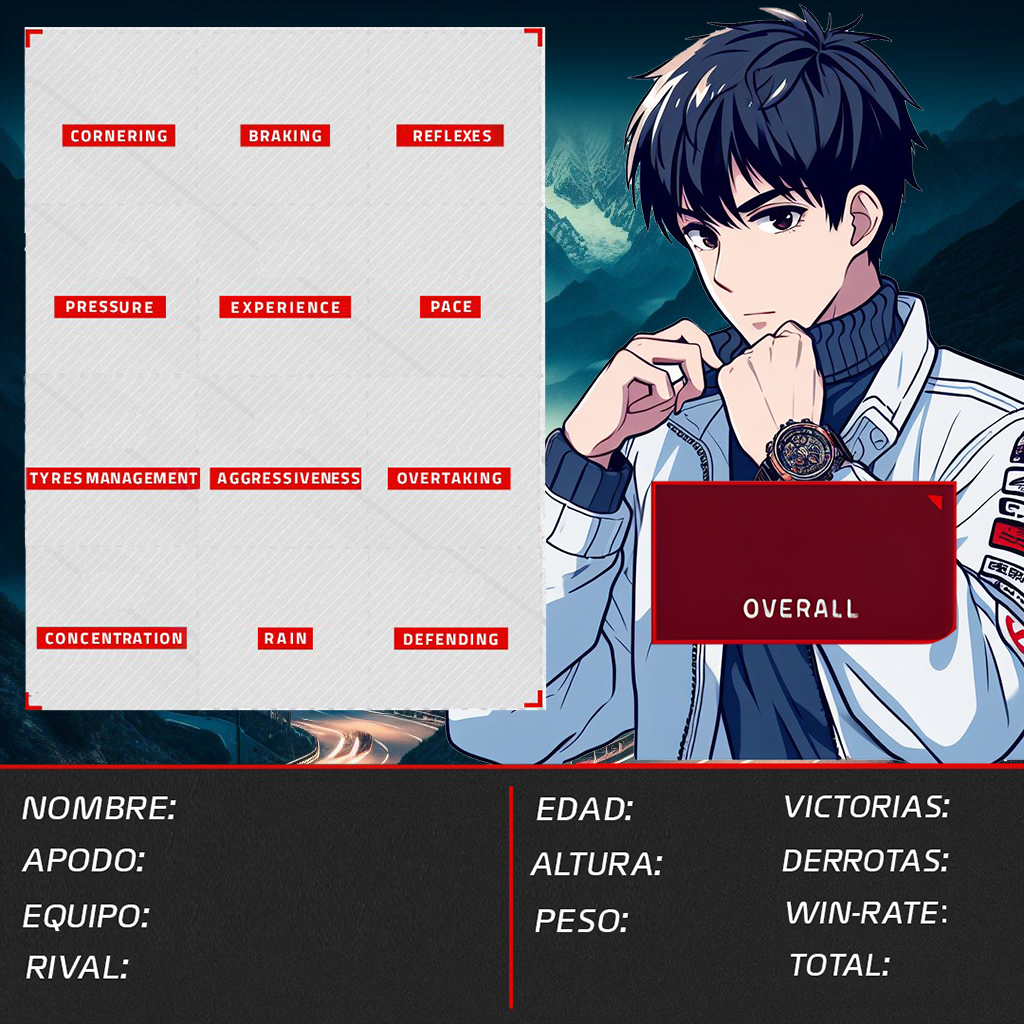 CORNERING BRAKING REFLEXES
PRESSURE EXPERIENCE PACE
TYRES MANAGEMENT AGGRESSIVENESS OVERTAKING
CONCENTRATION RAIN DEFENDING
OVERALL
NOMBRE:
APODO:
EQUIPO:
RIVAL:
EDAD:
ALTURA:
PESO:
VICTORIAS:
DERROTAS:
WIN-RATE:
TOTAL: